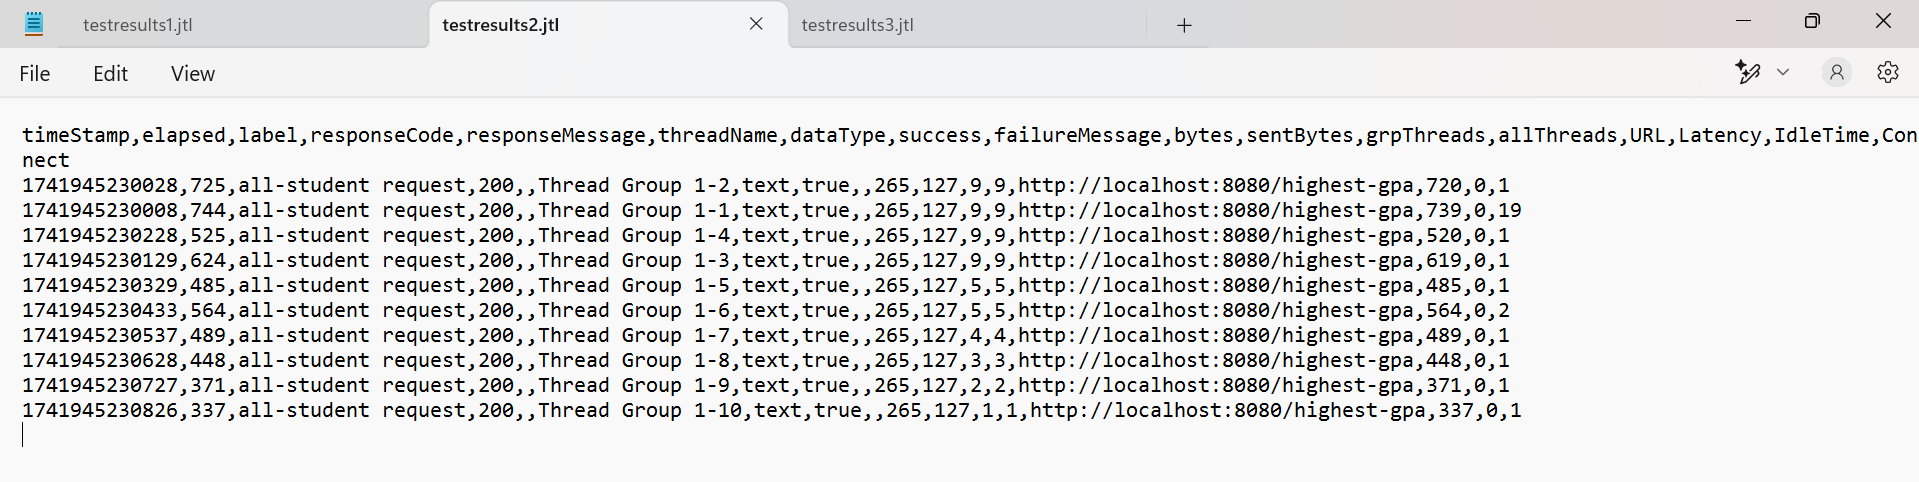 testresults1.jtl
testresults2.jtl
testresults3.jtl
File
Edit
View
timeStamp,elapsed,label,responseCode,responseMessage,threadName,dataType,success,failureMessage,bytes,sentBytes,grpThreads,allThreads,URL,Latency,IdleTime,Con
nect
1741945230028,725,all-student request,200,,Thread Group 1-2,text,true,,265,127,9,9,http://localhost:8080/highest-gpa,720,0,1
1741945230008,744,all-student request,200,,Thread Group 1-1,text,true,,265,127,9,9,http://localhost:8080/highest-gpa,739,0,19
1741945230228,525,all-student request,200,,Thread Group 1-4,text,true,,265,127,9,9,http://localhost:8080/highest-gpa,520,0,1
1741945230129,624,all-student request,200,,Thread Group 1-3,text,true,,265,127,9,9,http://localhost:8080/highest-gpa,619,0,1
1741945230329,485,all-student request,200,,Thread Group 1-5,text,true,,265,127,5,5,http://localhost:8080/highest-gpa,485,0,1
1741945230433,564,all-student request,200,,Thread Group 1-6,text,true,,265,127,5,5,http://localhost:8080/highest-gpa,564,0,2
1741945230537,489,all-student request,200,,Thread Group 1-7,text,true,,265,127,4,4,http://localhost:8080/highest-gpa,489,0,1
1741945230628,448,all-student request,200,,Thread Group 1-8,text,true,,265,127,3,3,http://localhost:8080/highest-gpa,448,0,1
1741945230727,371,all-student request,200,,Thread Group 1-9,text,true,,265,127,2,2,http://localhost:8080/highest-gpa,371,0,1
1741945230826,337,all-student request,200,,Thread Group 1-10,text,true,,265,127,1,1,http://localhost:8080/highest-gpa,337,0,1